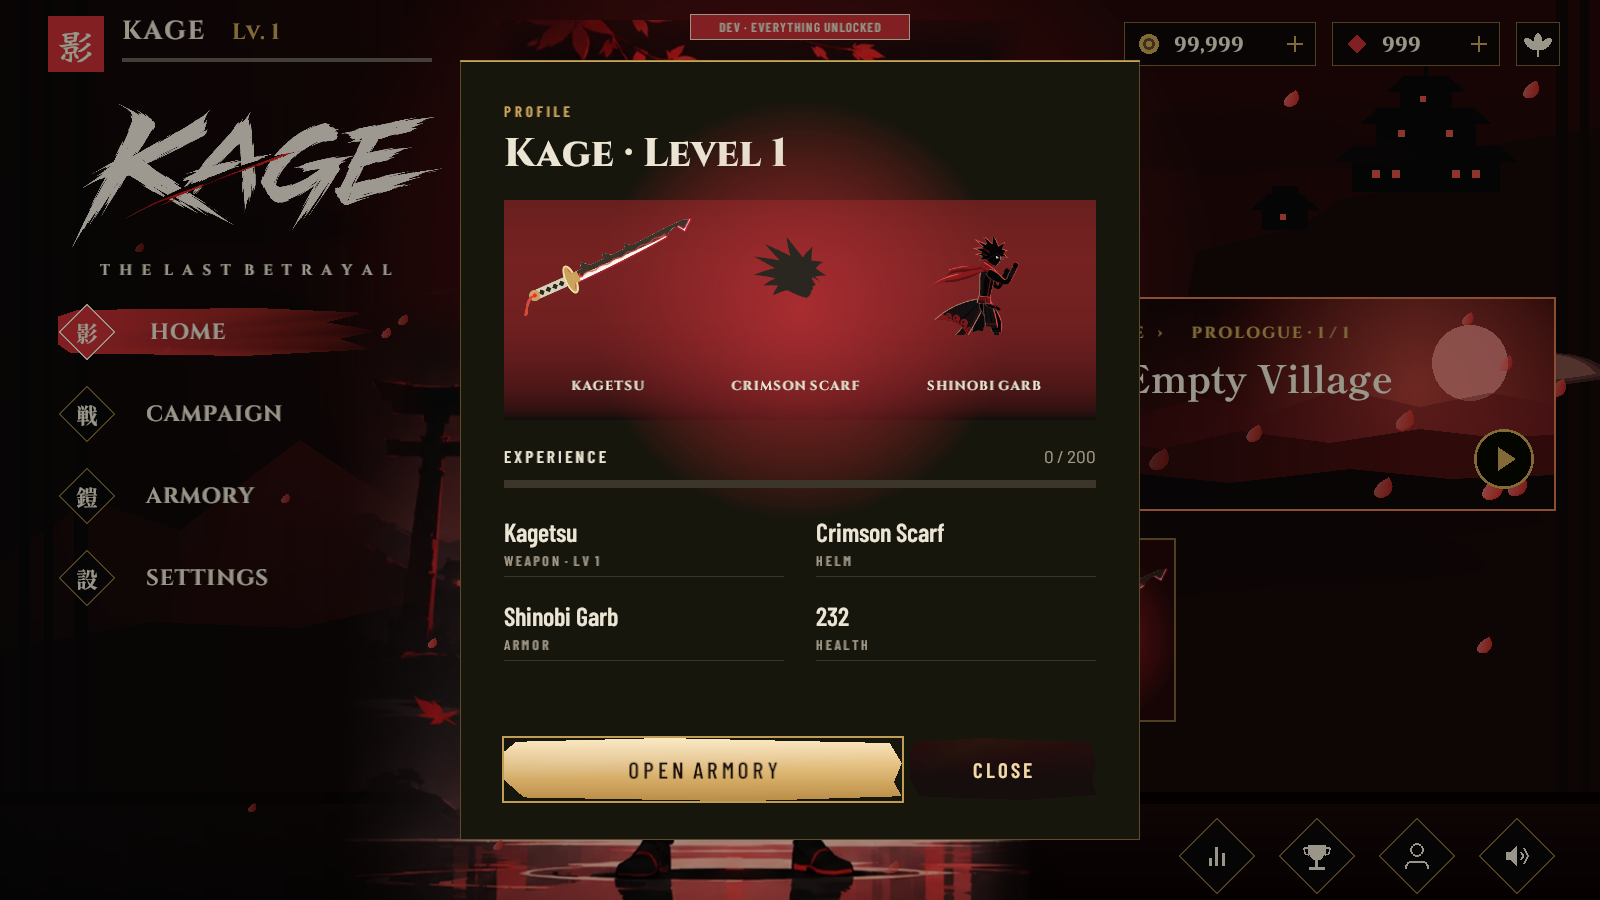 影
KAGE Lv. 1
DEV · EVERYTHING UNLOCKED
99,999
999
KAGE
THE LAST BETRAYAL
影 HOME
戦 CAMPAIGN
鎧 ARMORY
設 SETTINGS
PROFILE
KAGE · LEVEL 1
KAGETSU
CRIMSON SCARF
SHINOBI GARB
EXPERIENCE
0 / 200
Kagetsu
WEAPON · LV 1
Crimson Scarf
HELM
Shinobi Garb
ARMOR
232
HEALTH
OPEN ARMORY
CLOSE
E › PROLOGUE · 1 / 1
Empty Village